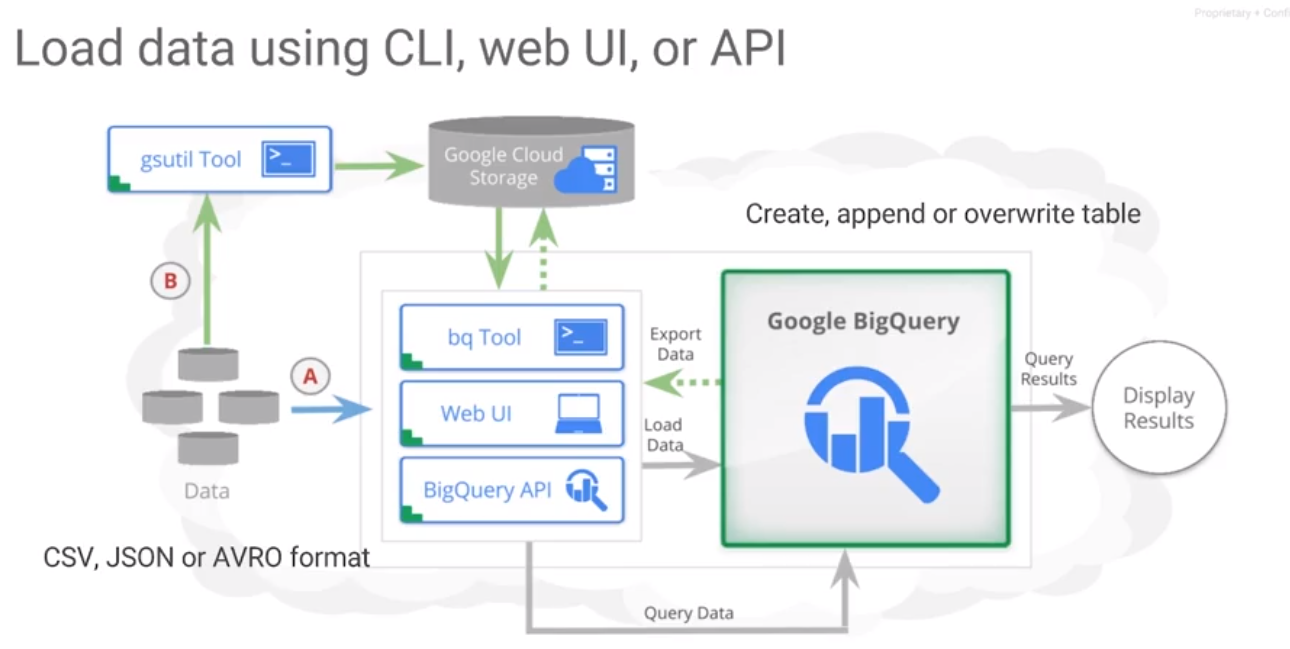 Proprietary + Confi
Load data using CLI, web UI, or API
gsutil Tool
>_
Google Cloud
Storage
Create, append or overwrite table
B
bq Tool
>_
Google BigQuery
Export
Data
A
Query
Results
Web UI
Display
Results
Load
Data
BigQuery API
Data
CSV, JSON or AVRO format
Query Data